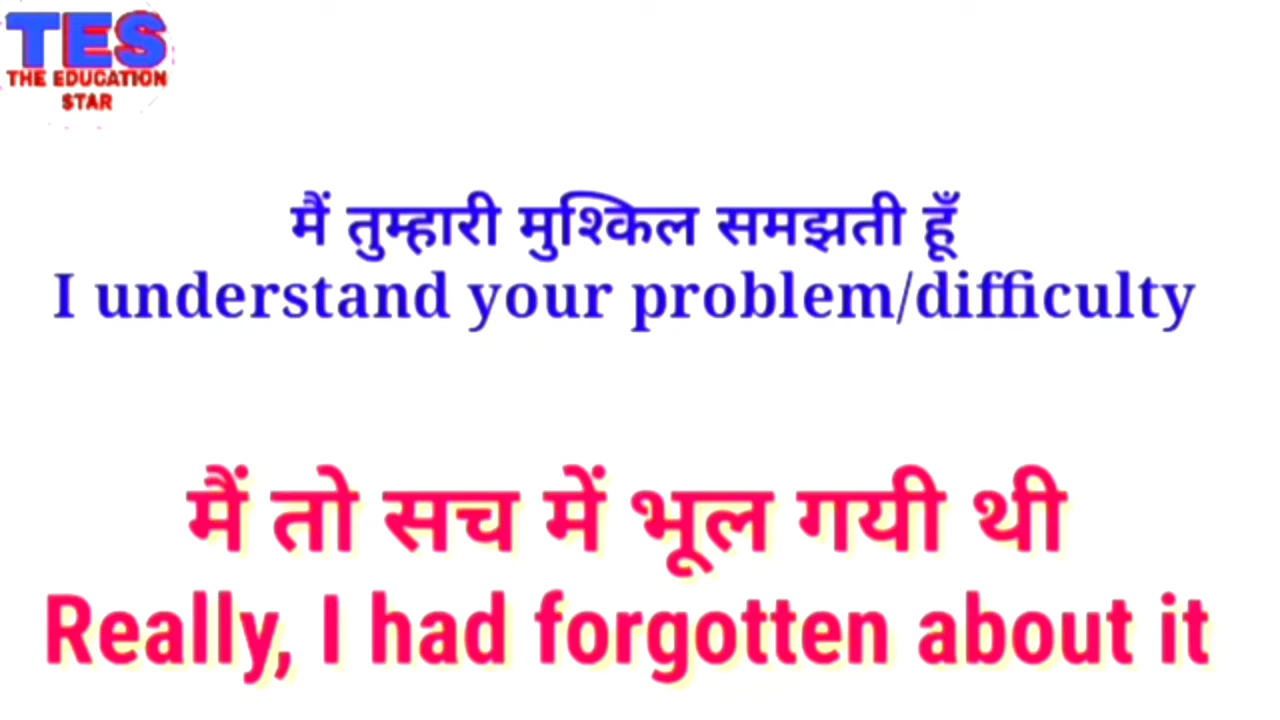 TES
THE EDUCATION
STAR
मैं तुम्हारी मुश्किल समझती हूँ
I understand your problem/difficulty
मैं तो सच में भूल गयी थी
Really, I had forgotten about it